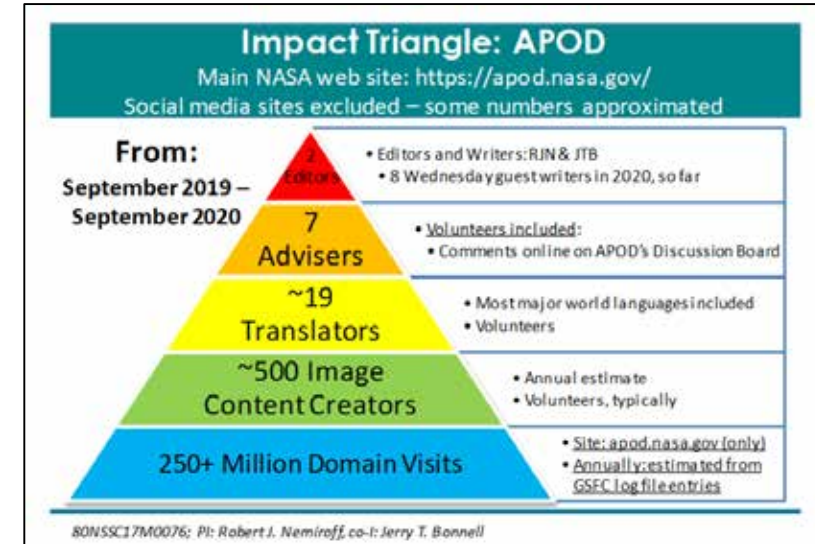 Impact Triangle: APOD
Main NASA web site: https://apod.nasa.gov/
Social media sites excluded – some numbers approximated
From:
September 2019 –
September 2020
2
Editors
• Editors and Writers: RJN & JTB
• 8 Wednesday guest writers in 2020, so far
7
Advisers
• Volunteers included:
• Comments online on APOD's Discussion Board
~19
Translators
• Most major world languages included
• Volunteers
~500 Image
Content Creators
• Annual estimate
• Volunteers, typically
250+ Million Domain Visits
• Site: apod.nasa.gov (only)
• Annually: estimated from
GSFC log file entries
80NSSC17M0076; PI: Robert J. Nemiroff, co-I: Jerry T. Bonnell